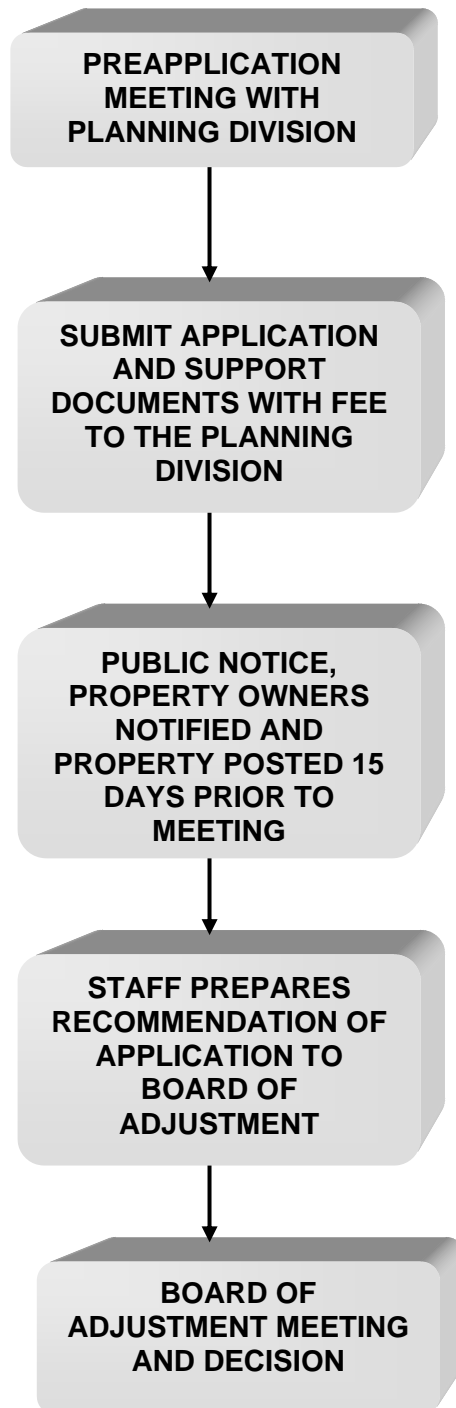 PREAPPLICATION
MEETING WITH
PLANNING DIVISION
SUBMIT APPLICATION
AND SUPPORT
DOCUMENTS WITH FEE
TO THE PLANNING
DIVISION
PUBLIC NOTICE,
PROPERTY OWNERS
NOTIFIED AND
PROPERTY POSTED 15
DAYS PRIOR TO
MEETING
STAFF PREPARES
RECOMMENDATION OF
APPLICATION TO
BOARD OF
ADJUSTMENT
BOARD OF
ADJUSTMENT MEETING
AND DECISION